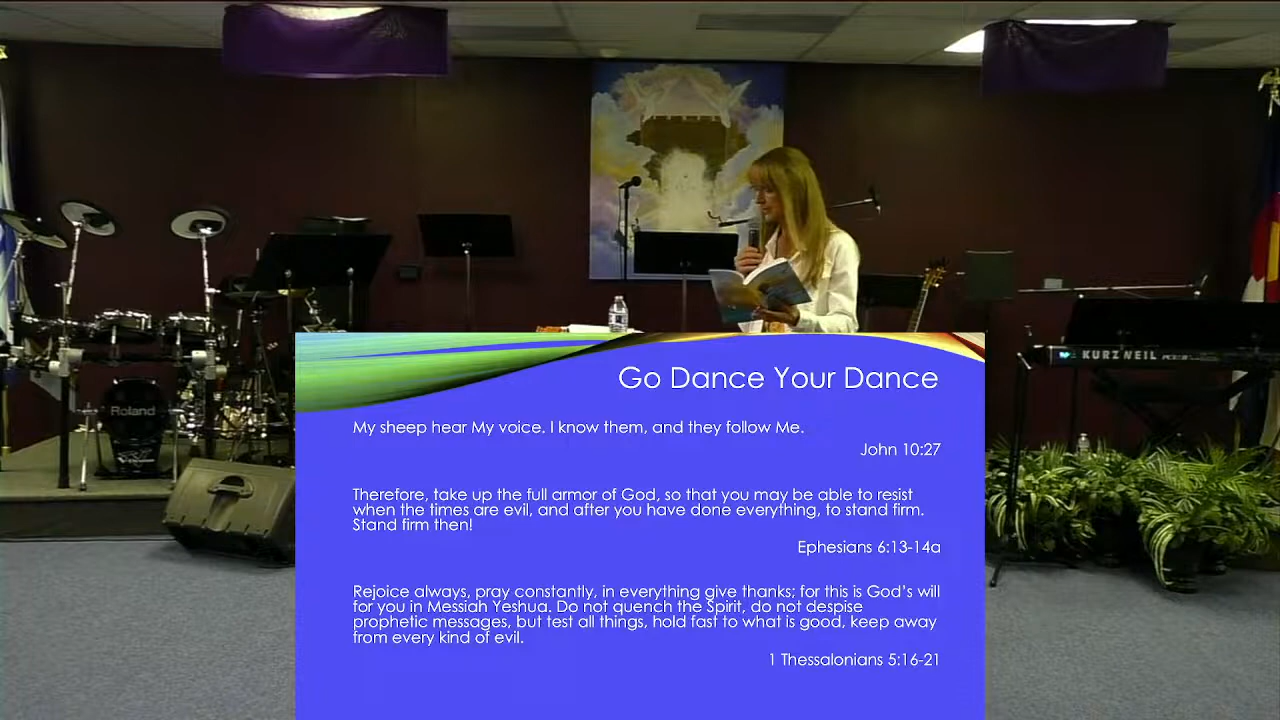 Roland
KURZWEIL
Go Dance Your Dance
My sheep hear My voice. I know them, and they follow Me.
John 10:27
Therefore, take up the full armor of God, so that you may be able to resist
when the times are evil, and after you have done everything, to stand firm.
Stand firm then!
Ephesians 6:13-14a
Rejoice always, pray constantly, in everything give thanks; for this is God's will
for you in Messiah Yeshua. Do not quench the Spirit, do not despise
prophetic messages, but test all things, hold fast to what is good, keep away
from every kind of evil.
1 Thessalonians 5:16-21